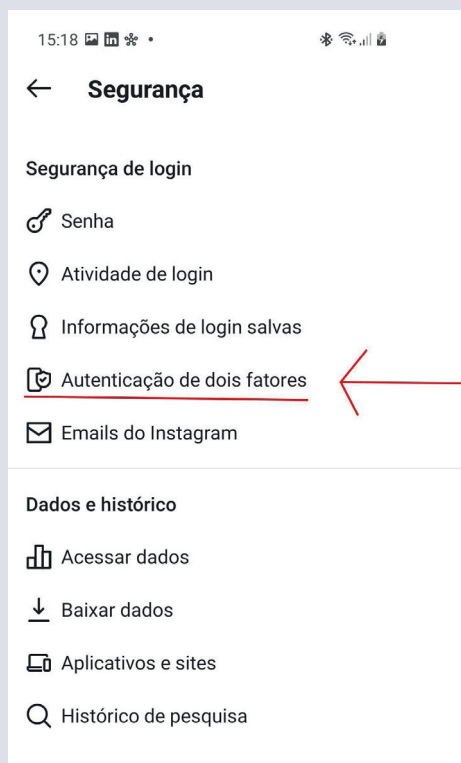 15:18
Segurança
Segurança de login
Senha
Atividade de login
Informações de login salvas
Autenticação de dois fatores
Emails do Instagram
Dados e histórico
Acessar dados
Baixar dados
Aplicativos e sites
Histórico de pesquisa